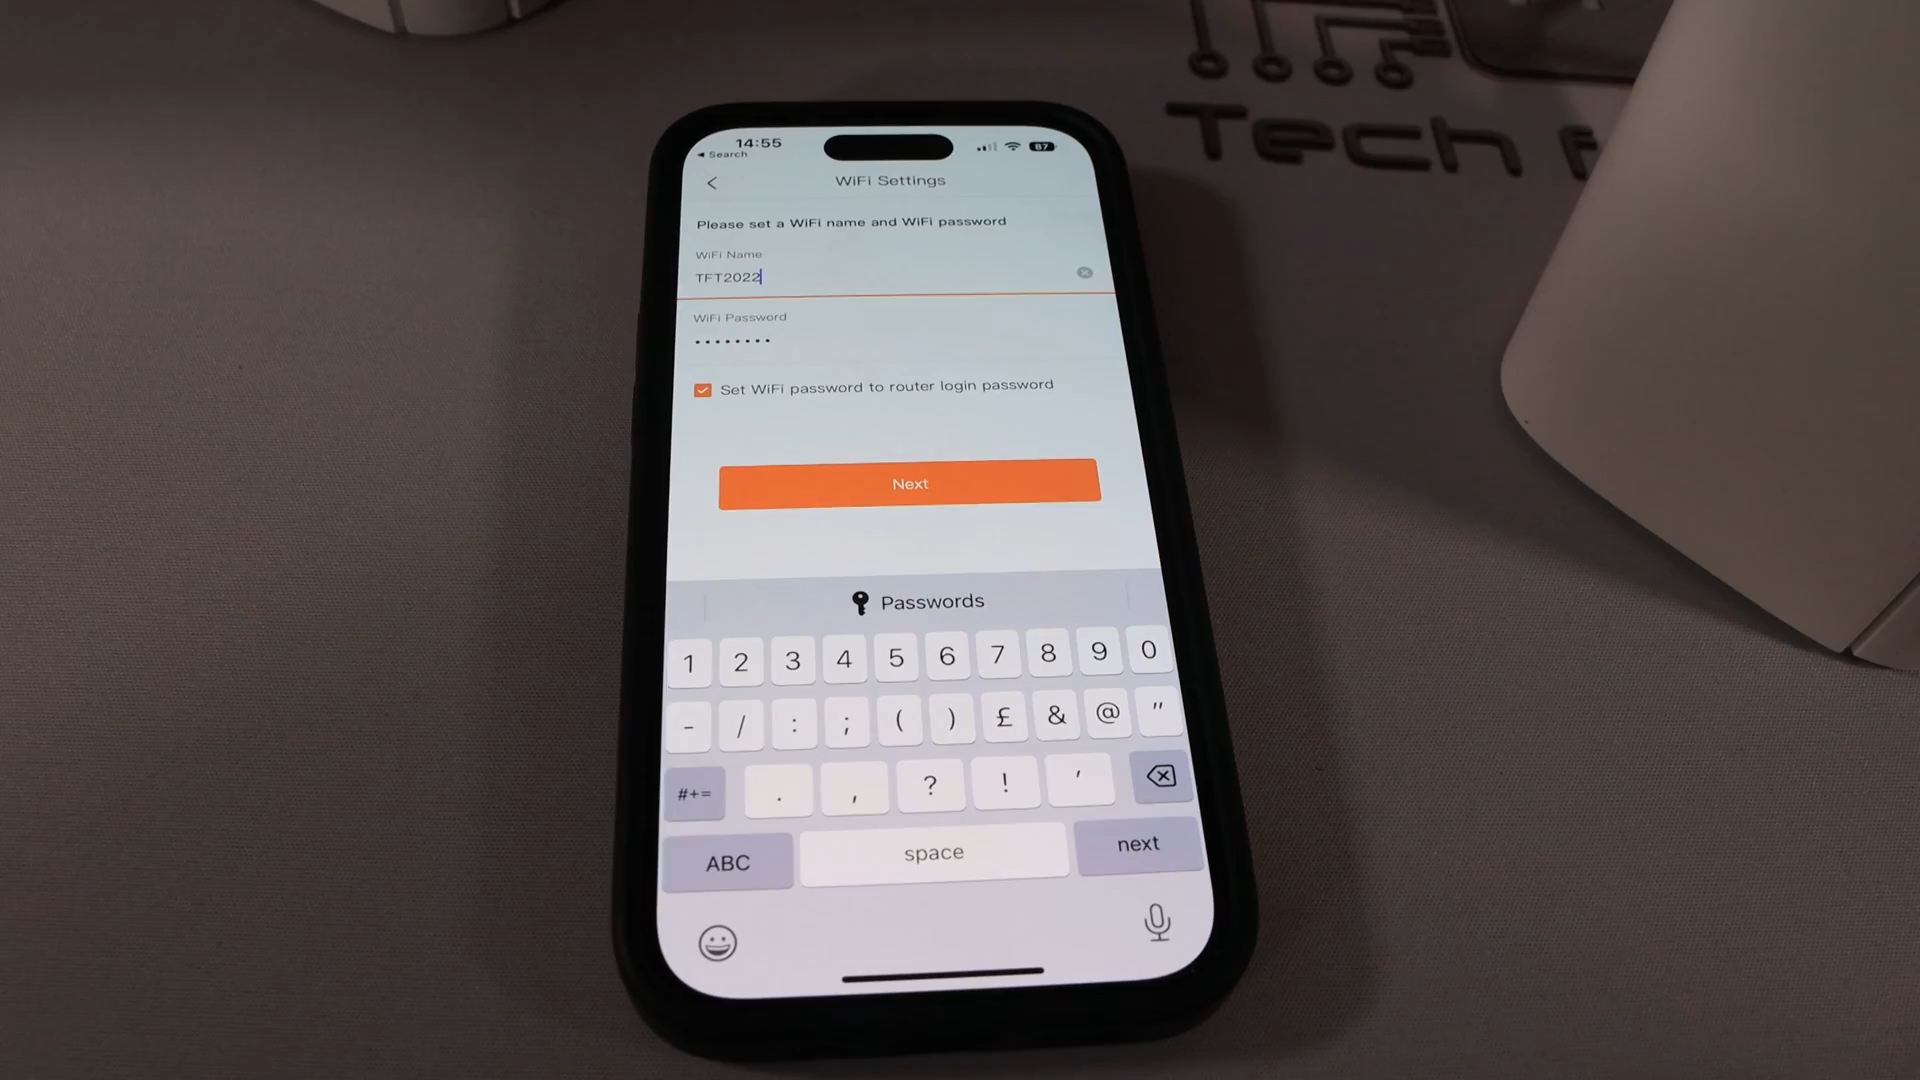 Tech
14:55
Search
87
WiFi Settings
Please set a WiFi name and WiFi password
WiFi Name
TFT2022
WiFi Password
••••••••
Set WiFi password to router login password
Next
Passwords
1 2 3 4 5 6 7 8 9 0
- / : ; ( ) £ & @ "
#+= . , ? ! '
ABC space next